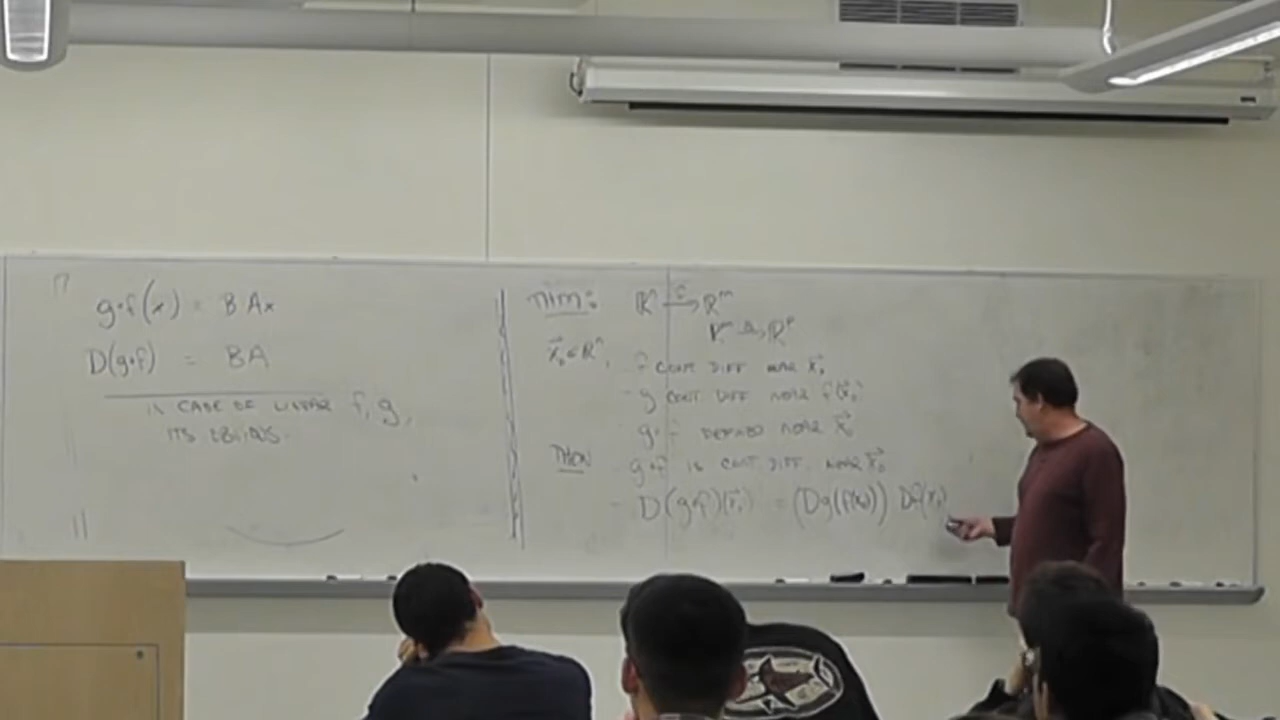 g∘f(x) = BAx
D(g∘f) = BA
IN CASE OF LINEAR f, g,
ITS OBVIOUS.
THM: ℝⁿ →f ℝᵐ
ℝᵐ →g ℝᵖ
x⃗₀ ∈ ℝⁿ, f CONT DIFF NEAR x⃗₀
- g CONT DIFF NEAR f(x⃗₀)
g∘f DEFINED NEAR x⃗₀
THEN g∘f IS CONT. DIFF. NEAR x⃗₀
- D(g∘f)(x⃗₀) = (Dg(f(x⃗₀))) Df(x⃗₀)